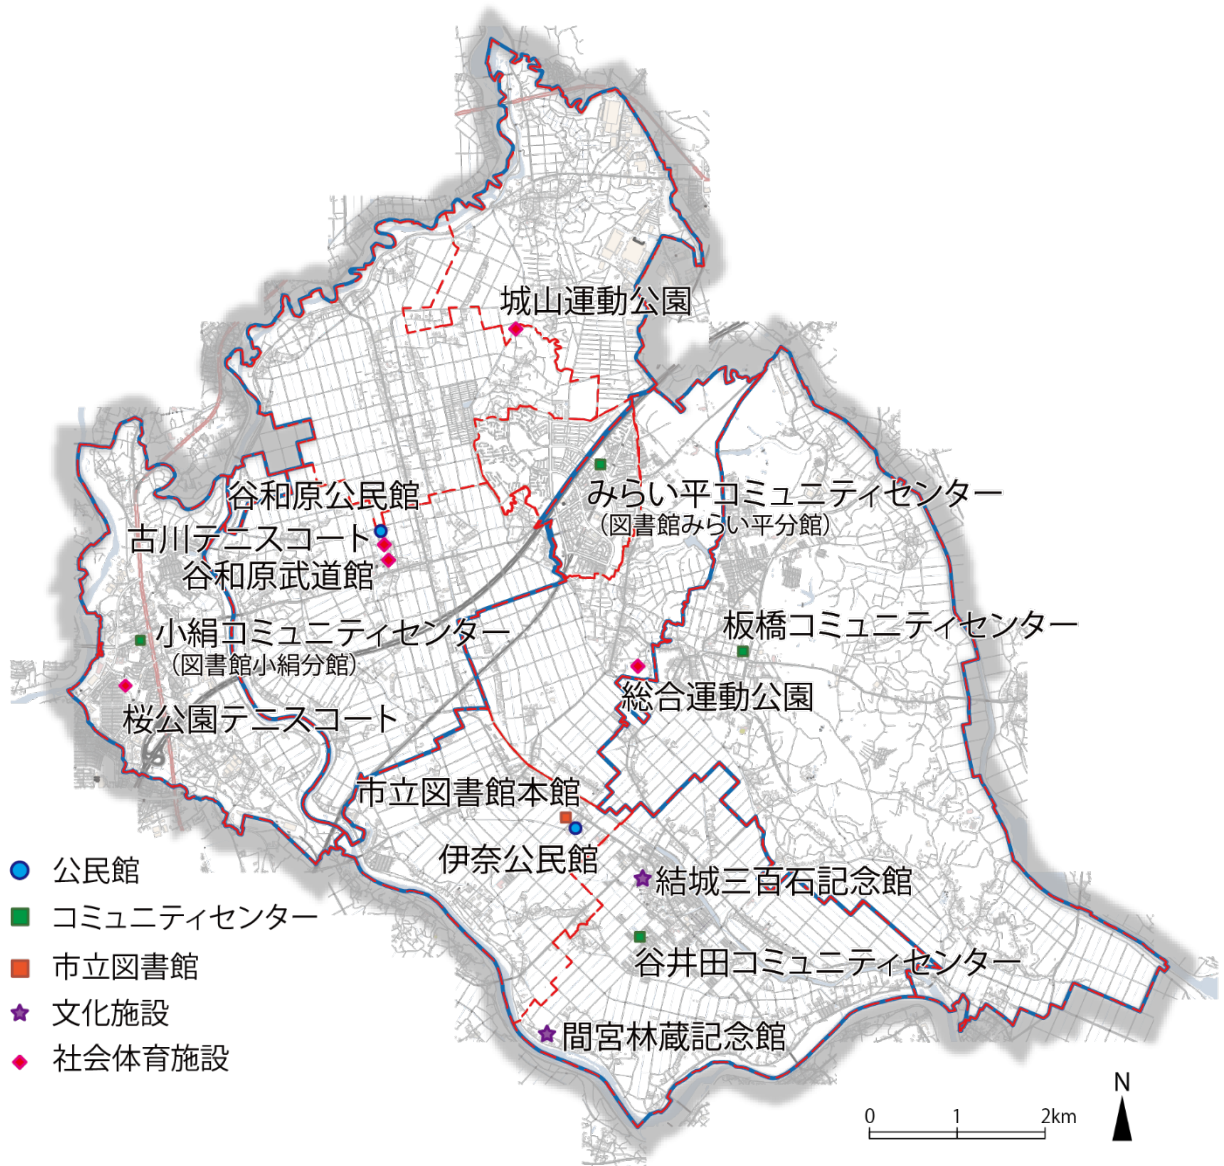 城山運動公園
みらい平コミュニティセンター
（図書館みらい平分館）
谷和原公民館
古川テニスコート
谷和原武道館
小絹コミュニティセンター
（図書館小絹分館）
板橋コミュニティセンター
総合運動公園
桜公園テニスコート
市立図書館本館
伊奈公民館
結城三百石記念館
谷井田コミュニティセンター
間宮林蔵記念館
公民館
コミュニティセンター
市立図書館
文化施設
社会体育施設
N
0 1 2km